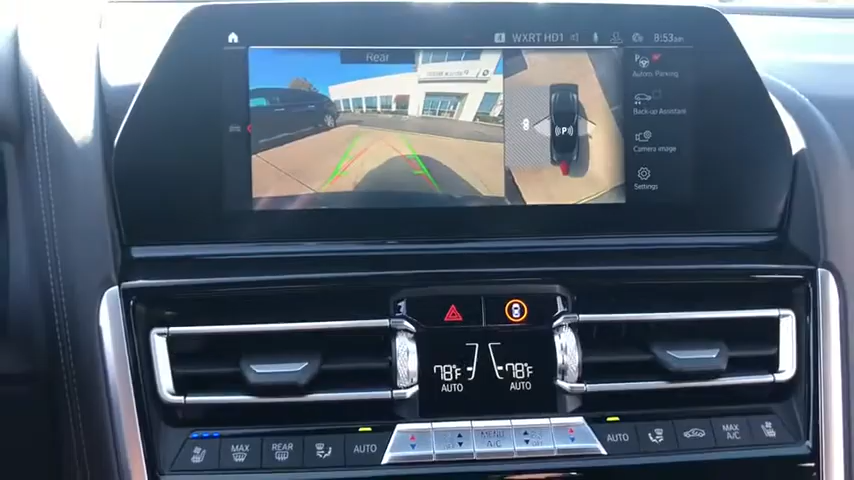 WXRT HD1 8:53
Rear
P
Autom. Parking
Back-up Assistant
Camera image
Settings
78°F 78°F
AUTO AUTO
MAX REAR AUTO MENU AUTO MAX
A/C A/C